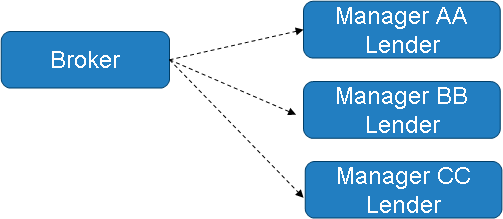 Broker
Manager AA
Lender
Manager BB
Lender
Manager CC
Lender